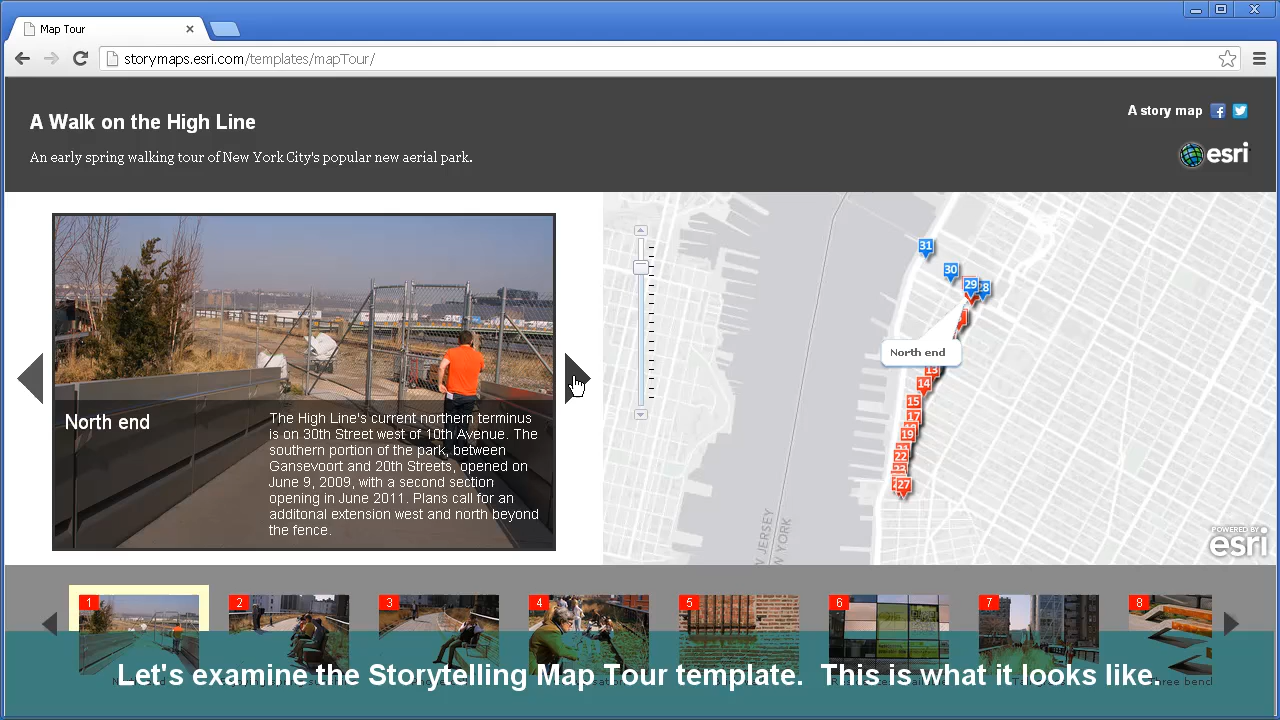 Map Tour
storymaps.esri.com/templates/mapTour/
A Walk on the High Line
An early spring walking tour of New York City's popular new aerial park.
A story map
esri
North end
The High Line's current northern terminus
is on 30th Street west of 10th Avenue. The
southern portion of the park, between
Gansevoort and 20th Streets, opened on
June 9, 2009, with a second section
opening in June 2011. Plans call for an
additonal extension west and north beyond
the fence.
31
30
29
North end
13
14
15
17
19
22
27
NEW YORK
JERSEY
POWERED BY
esri
1 2 3 4 5 6 7 8
Let's examine the Storytelling Map Tour template. This is what it looks like.